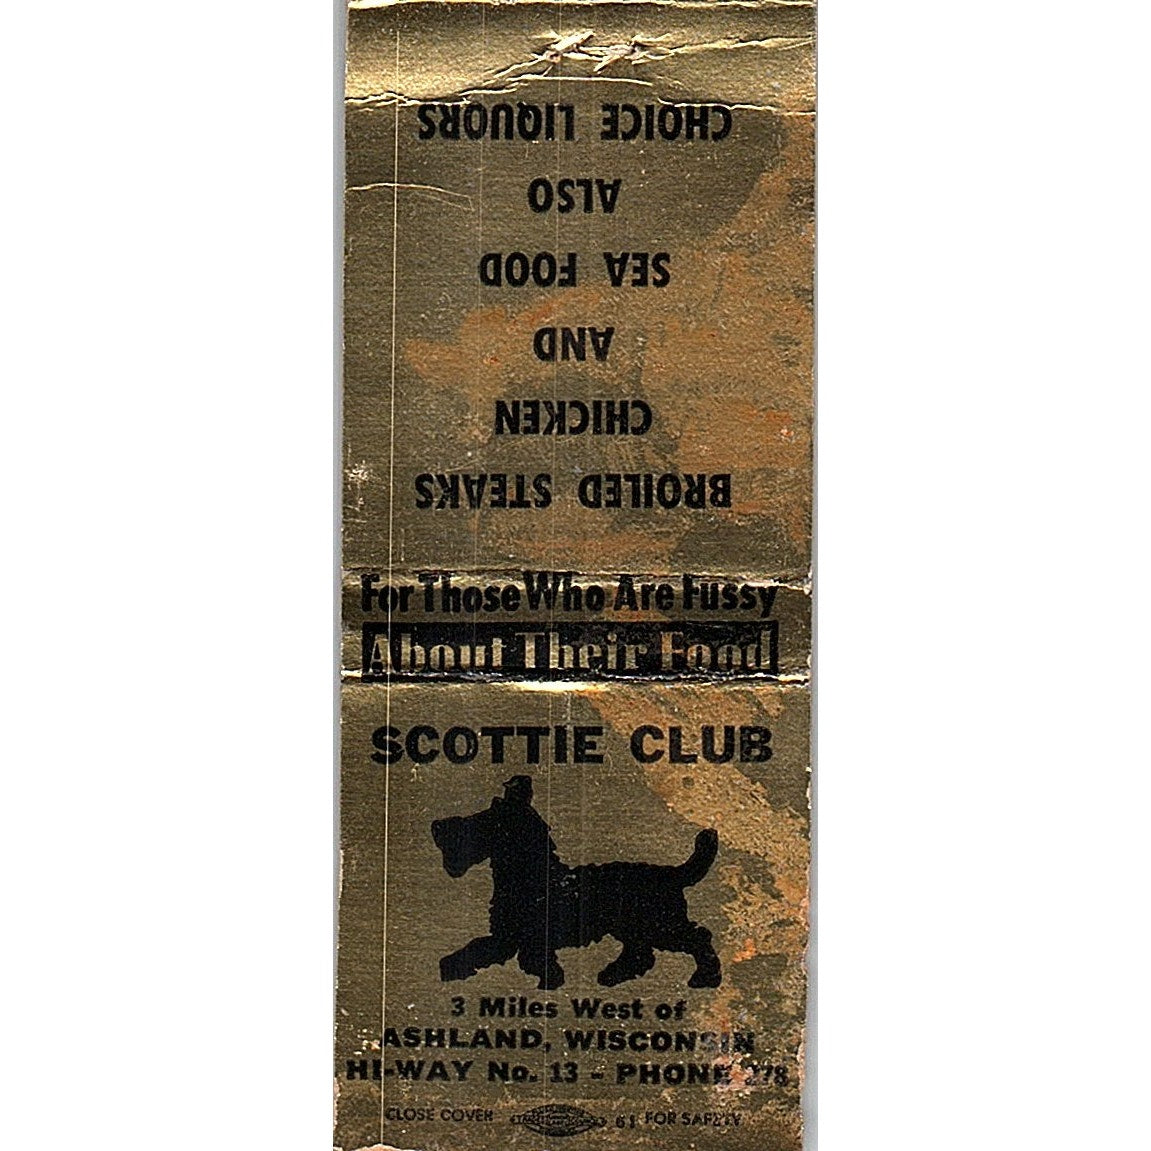 BROILED STEAKS
CHICKEN
AND
SEA FOOD
ALSO
CHOICE LIQUORS
For Those Who Are Fussy
About Their Food
SCOTTIE CLUB
3 Miles West of
ASHLAND, WISCONSIN
HI-WAY No. 13 - PHONE 278
CLOSE COVER 61 FOR SAFETY